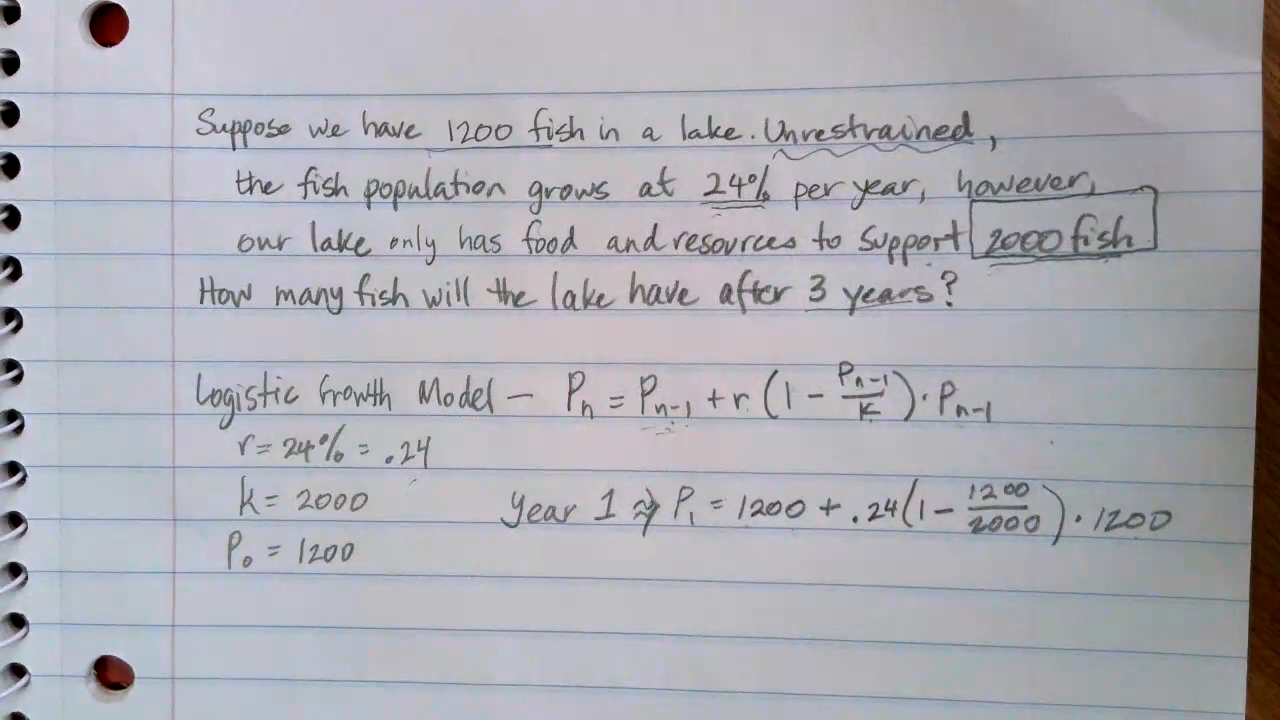 Suppose we have 1200 fish in a lake. Unrestrained,
the fish population grows at 24% per year, however,
our lake only has food and resources to support 2000 fish
How many fish will the lake have after 3 years?
Logistic Growth Model — Pₙ = Pₙ₋₁ + r (1 - Pₙ₋₁/K) · Pₙ₋₁
r = 24% = .24
k = 2000
P₀ = 1200
Year 1 ⇒ P₁ = 1200 + .24 (1 - 1200/2000) · 1200